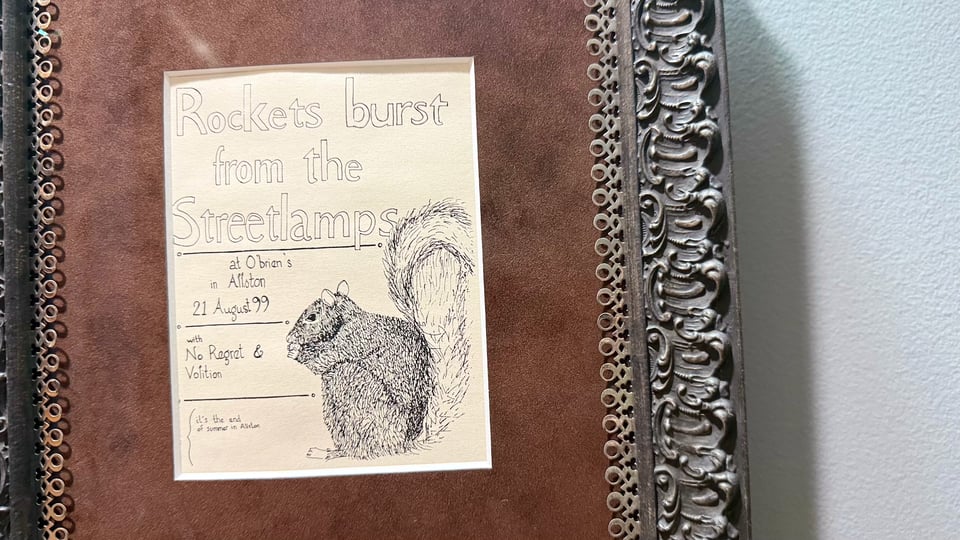 Rockets burst
from the
Streetlamps
at O'brien's
in Allston
21 August 99
with
No Regret &
Volition
it's the end
of summer in Allston